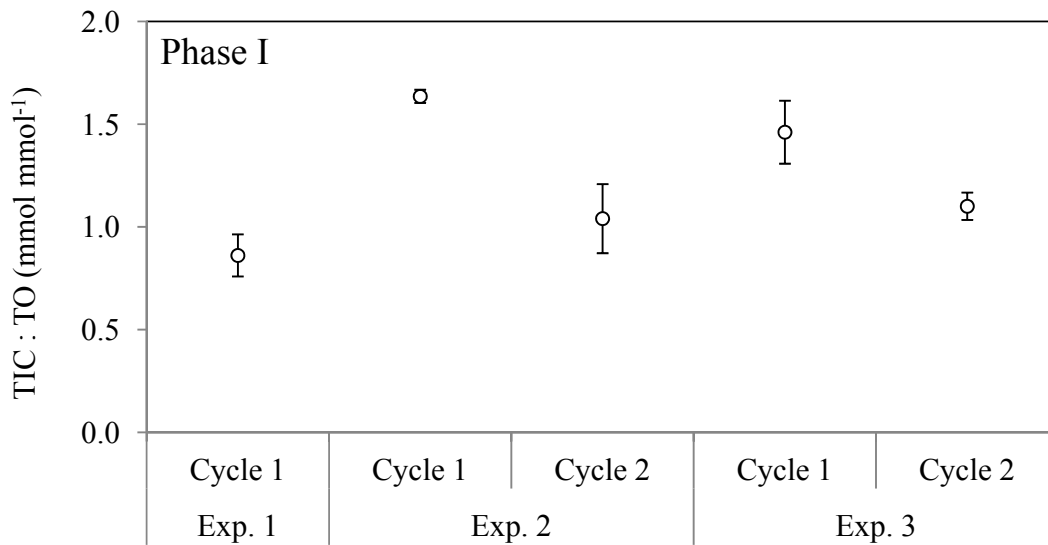 Phase I
TIC : TO (mmol mmol⁻¹)
2.0
1.5
1.0
0.5
0.0
Cycle 1 Cycle 1 Cycle 2 Cycle 1 Cycle 2
Exp. 1 Exp. 2 Exp. 3